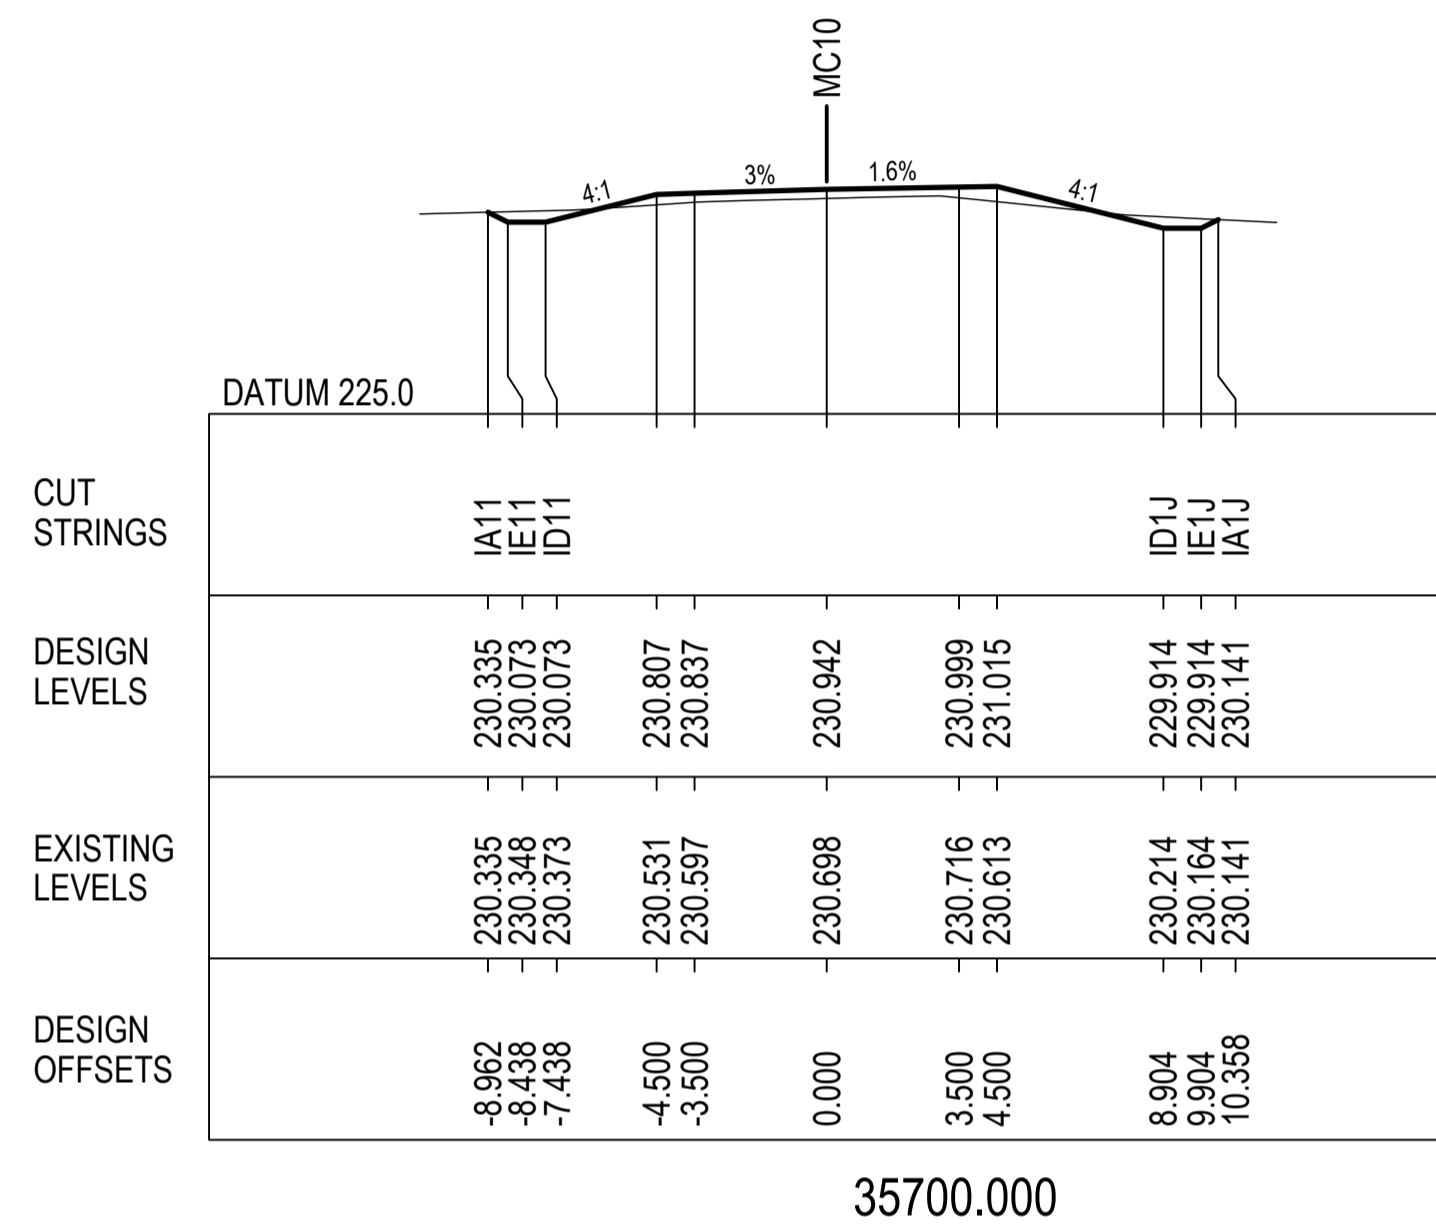 MC10
4:1
3%
1.6%
4:1
DATUM 225.0
CUT
STRINGS
IA11
IE11
ID11
ID1J
IE1J
IA1J
DESIGN
LEVELS
230.335
230.073
230.073
230.807
230.837
230.942
230.999
231.015
229.914
229.914
230.141
EXISTING
LEVELS
230.335
230.348
230.373
230.531
230.597
230.698
230.716
230.613
230.214
230.164
230.141
DESIGN
OFFSETS
-8.962
-8.438
-7.438
-4.500
-3.500
0.000
3.500
4.500
8.904
9.904
10.358
35700.000